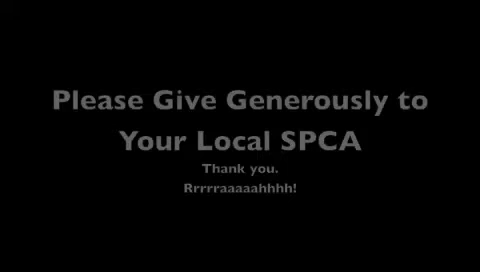 Please Give Generously to
Your Local SPCA
Thank you.
Rrrrraaaaahhhh!